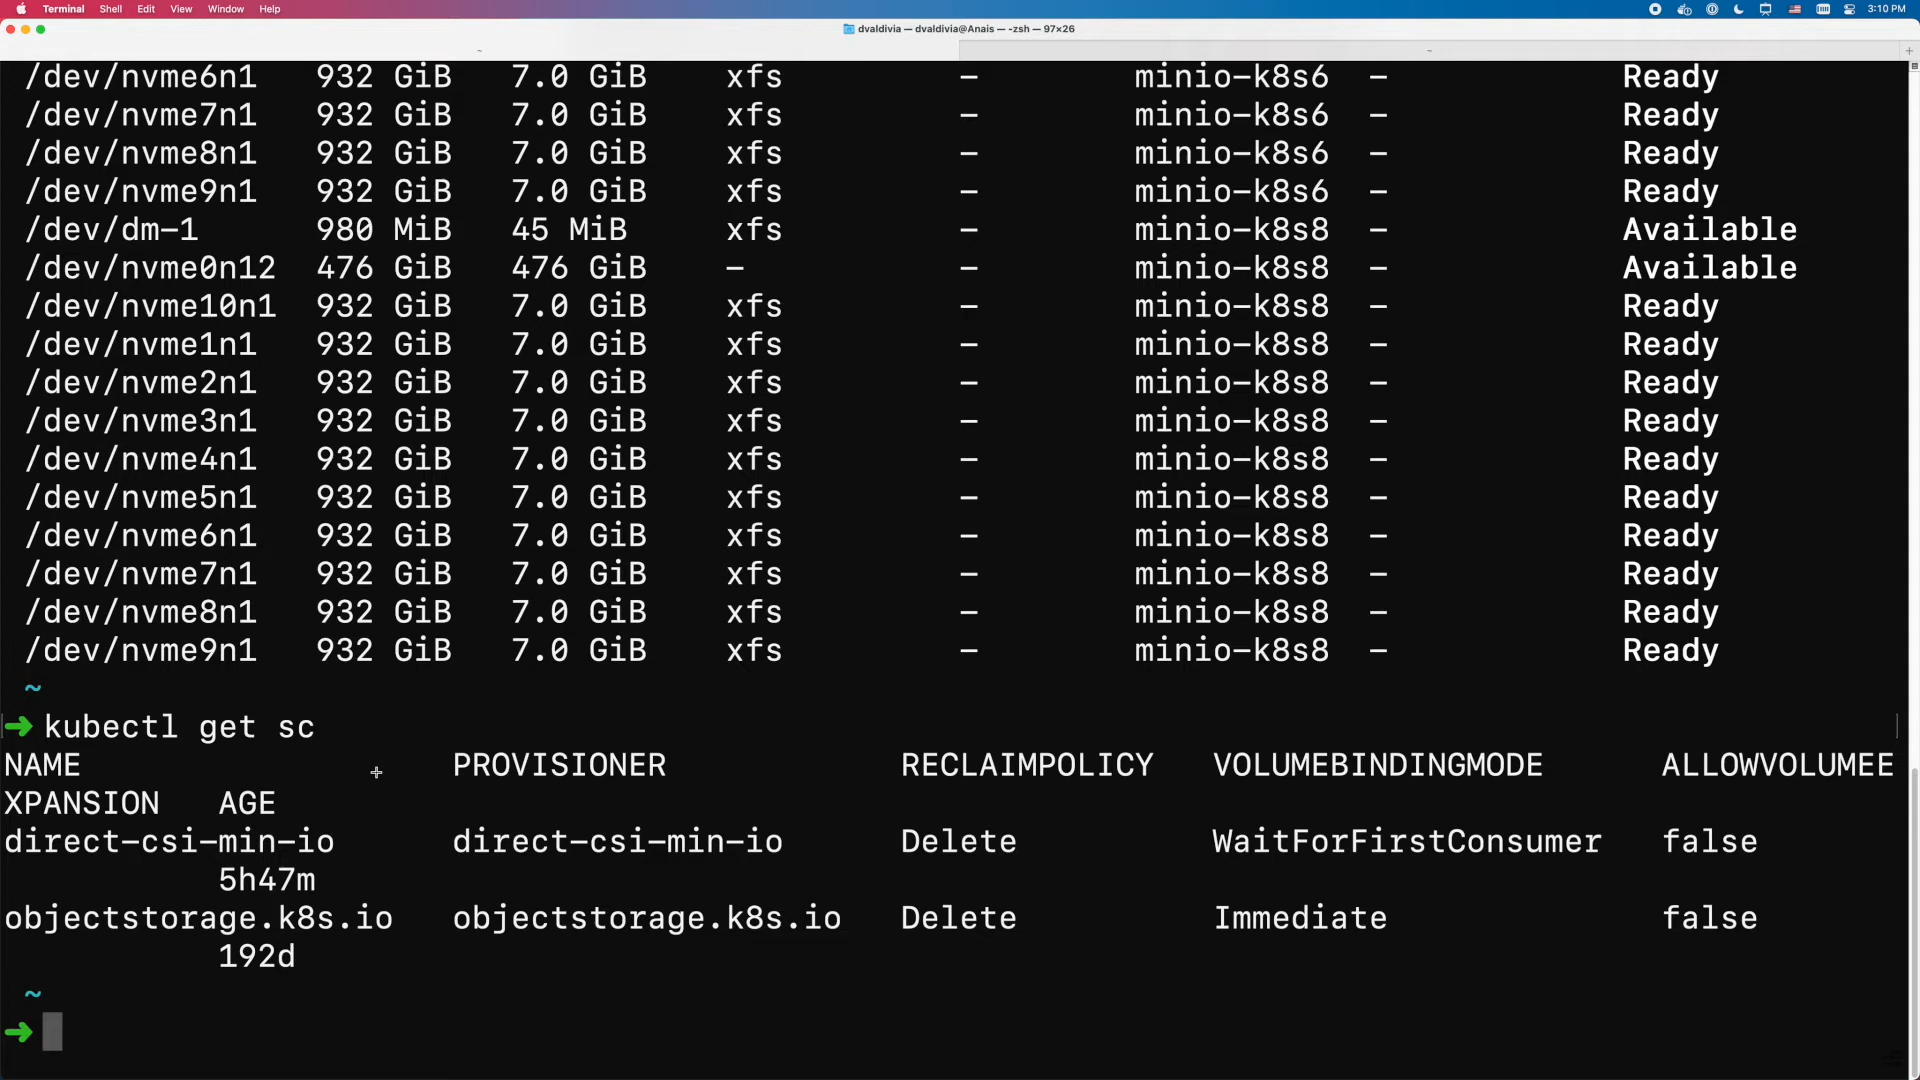 Terminal Shell Edit View Window Help 3:10 PM
dvaldivia — dvaldivia@Anais — -zsh — 97×26
~ ~ +
/dev/nvme6n1 932 GiB 7.0 GiB xfs - minio-k8s6 - Ready
/dev/nvme7n1 932 GiB 7.0 GiB xfs - minio-k8s6 - Ready
/dev/nvme8n1 932 GiB 7.0 GiB xfs - minio-k8s6 - Ready
/dev/nvme9n1 932 GiB 7.0 GiB xfs - minio-k8s6 - Ready
/dev/dm-1 980 MiB 45 MiB xfs - minio-k8s8 - Available
/dev/nvme0n12 476 GiB 476 GiB - - minio-k8s8 - Available
/dev/nvme10n1 932 GiB 7.0 GiB xfs - minio-k8s8 - Ready
/dev/nvme1n1 932 GiB 7.0 GiB xfs - minio-k8s8 - Ready
/dev/nvme2n1 932 GiB 7.0 GiB xfs - minio-k8s8 - Ready
/dev/nvme3n1 932 GiB 7.0 GiB xfs - minio-k8s8 - Ready
/dev/nvme4n1 932 GiB 7.0 GiB xfs - minio-k8s8 - Ready
/dev/nvme5n1 932 GiB 7.0 GiB xfs - minio-k8s8 - Ready
/dev/nvme6n1 932 GiB 7.0 GiB xfs - minio-k8s8 - Ready
/dev/nvme7n1 932 GiB 7.0 GiB xfs - minio-k8s8 - Ready
/dev/nvme8n1 932 GiB 7.0 GiB xfs - minio-k8s8 - Ready
/dev/nvme9n1 932 GiB 7.0 GiB xfs - minio-k8s8 - Ready
~
➜ kubectl get sc
NAME PROVISIONER RECLAIMPOLICY VOLUMEBINDINGMODE ALLOWVOLUMEE
XPANSION AGE
direct-csi-min-io direct-csi-min-io Delete WaitForFirstConsumer false
5h47m
objectstorage.k8s.io objectstorage.k8s.io Delete Immediate false
192d
~
➜